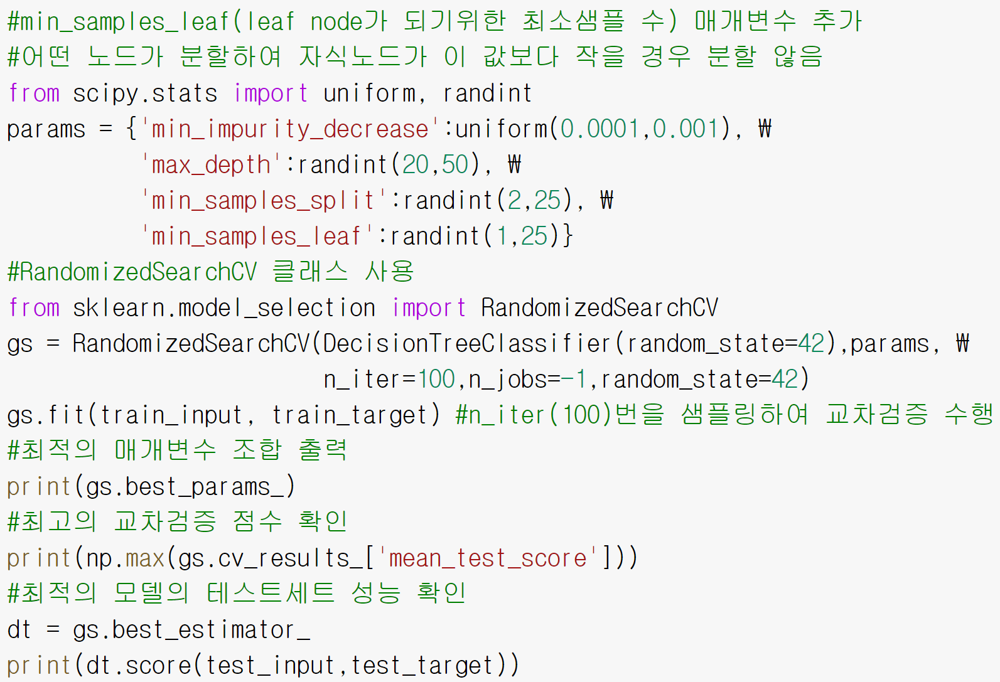 #min_samples_leaf(leaf node가 되기위한 최소샘플 수) 매개변수 추가
#어떤 노드가 분할하여 자식노드가 이 값보다 작을 경우 분할 않음
from scipy.stats import uniform, randint
params = {'min_impurity_decrease':uniform(0.0001,0.001), ₩
'max_depth':randint(20,50), ₩
'min_samples_split':randint(2,25), ₩
'min_samples_leaf':randint(1,25)}
#RandomizedSearchCV 클래스 사용
from sklearn.model_selection import RandomizedSearchCV
gs = RandomizedSearchCV(DecisionTreeClassifier(random_state=42),params, ₩
n_iter=100,n_jobs=-1,random_state=42)
gs.fit(train_input, train_target) #n_iter(100)번을 샘플링하여 교차검증 수행
#최적의 매개변수 조합 출력
print(gs.best_params_)
#최고의 교차검증 점수 확인
print(np.max(gs.cv_results_['mean_test_score']))
#최적의 모델의 테스트세트 성능 확인
dt = gs.best_estimator_
print(dt.score(test_input,test_target))